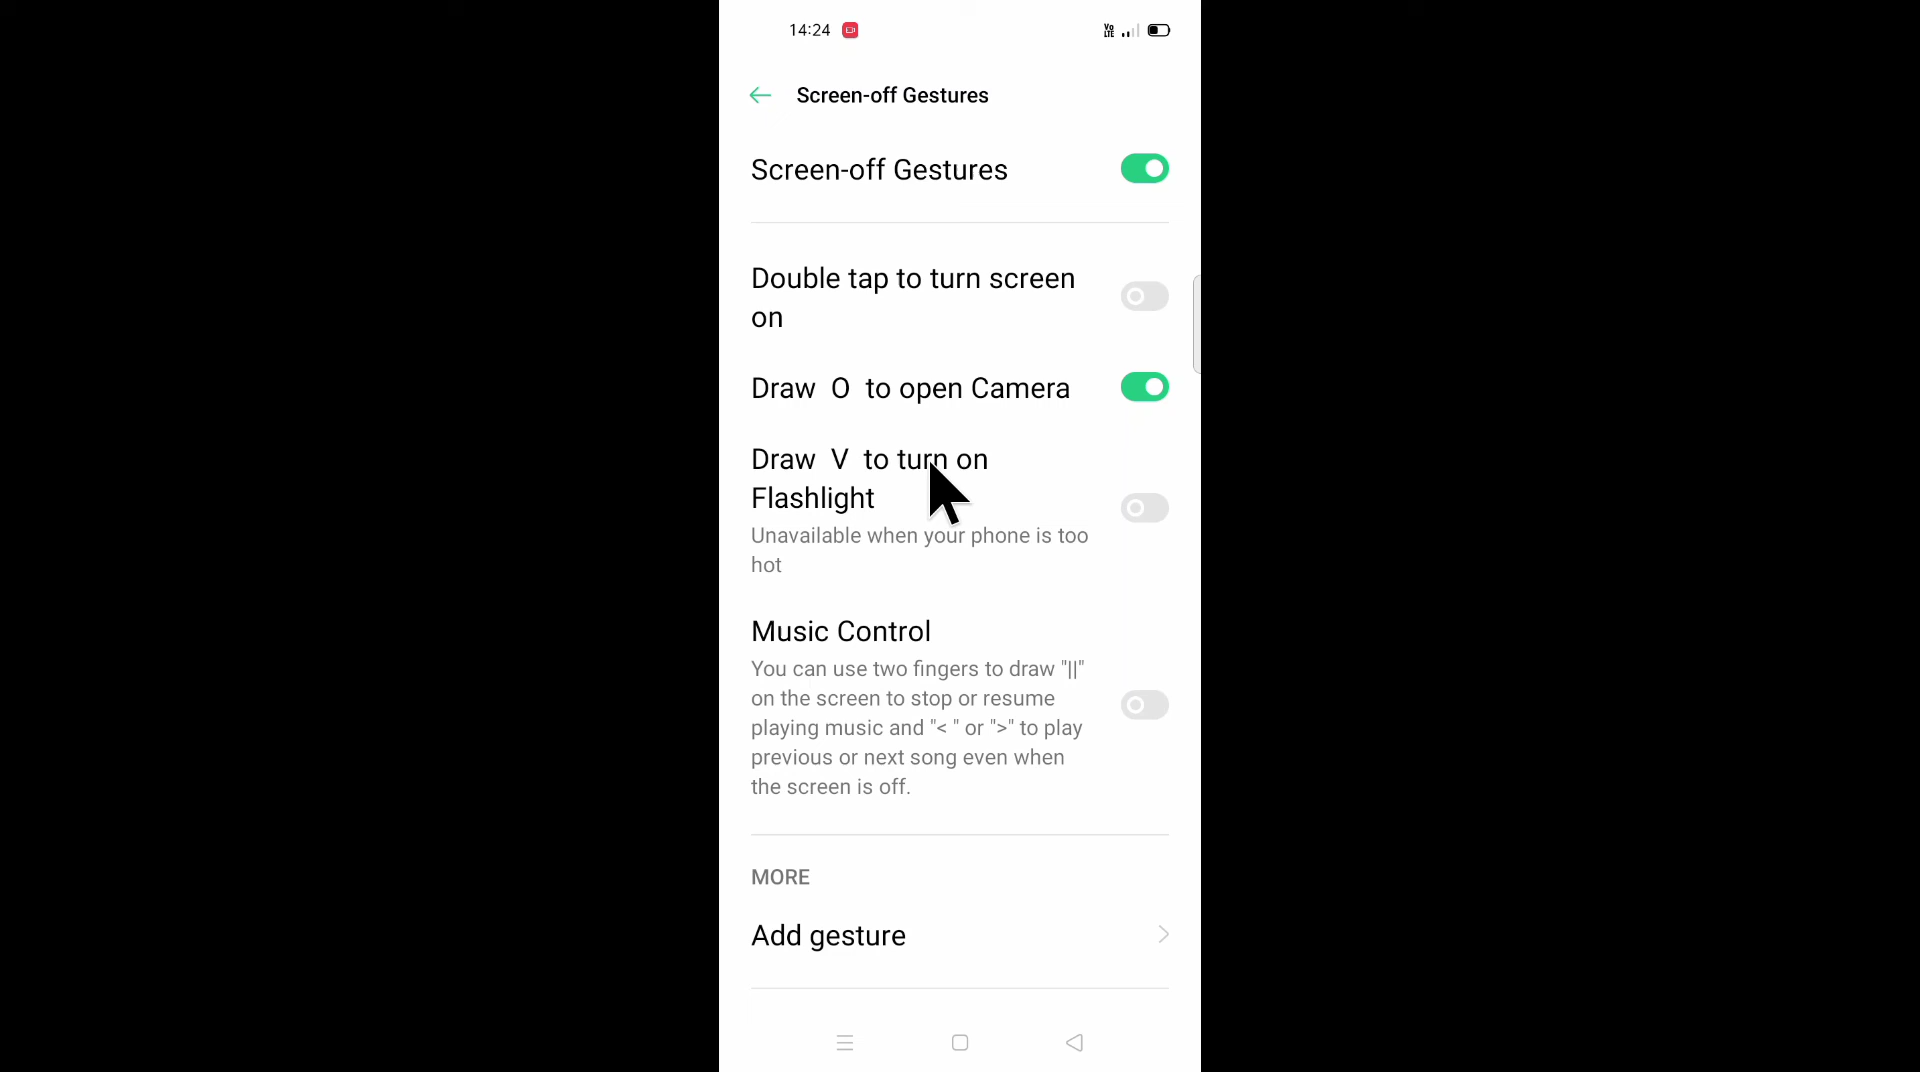 14:24
Vo
LTE
Screen-off Gestures
Screen-off Gestures
Double tap to turn screen
on
Draw O to open Camera
Draw V to turn on
Flashlight
Unavailable when your phone is too
hot
Music Control
You can use two fingers to draw "||"
on the screen to stop or resume
playing music and "< " or ">" to play
previous or next song even when
the screen is off.
MORE
Add gesture